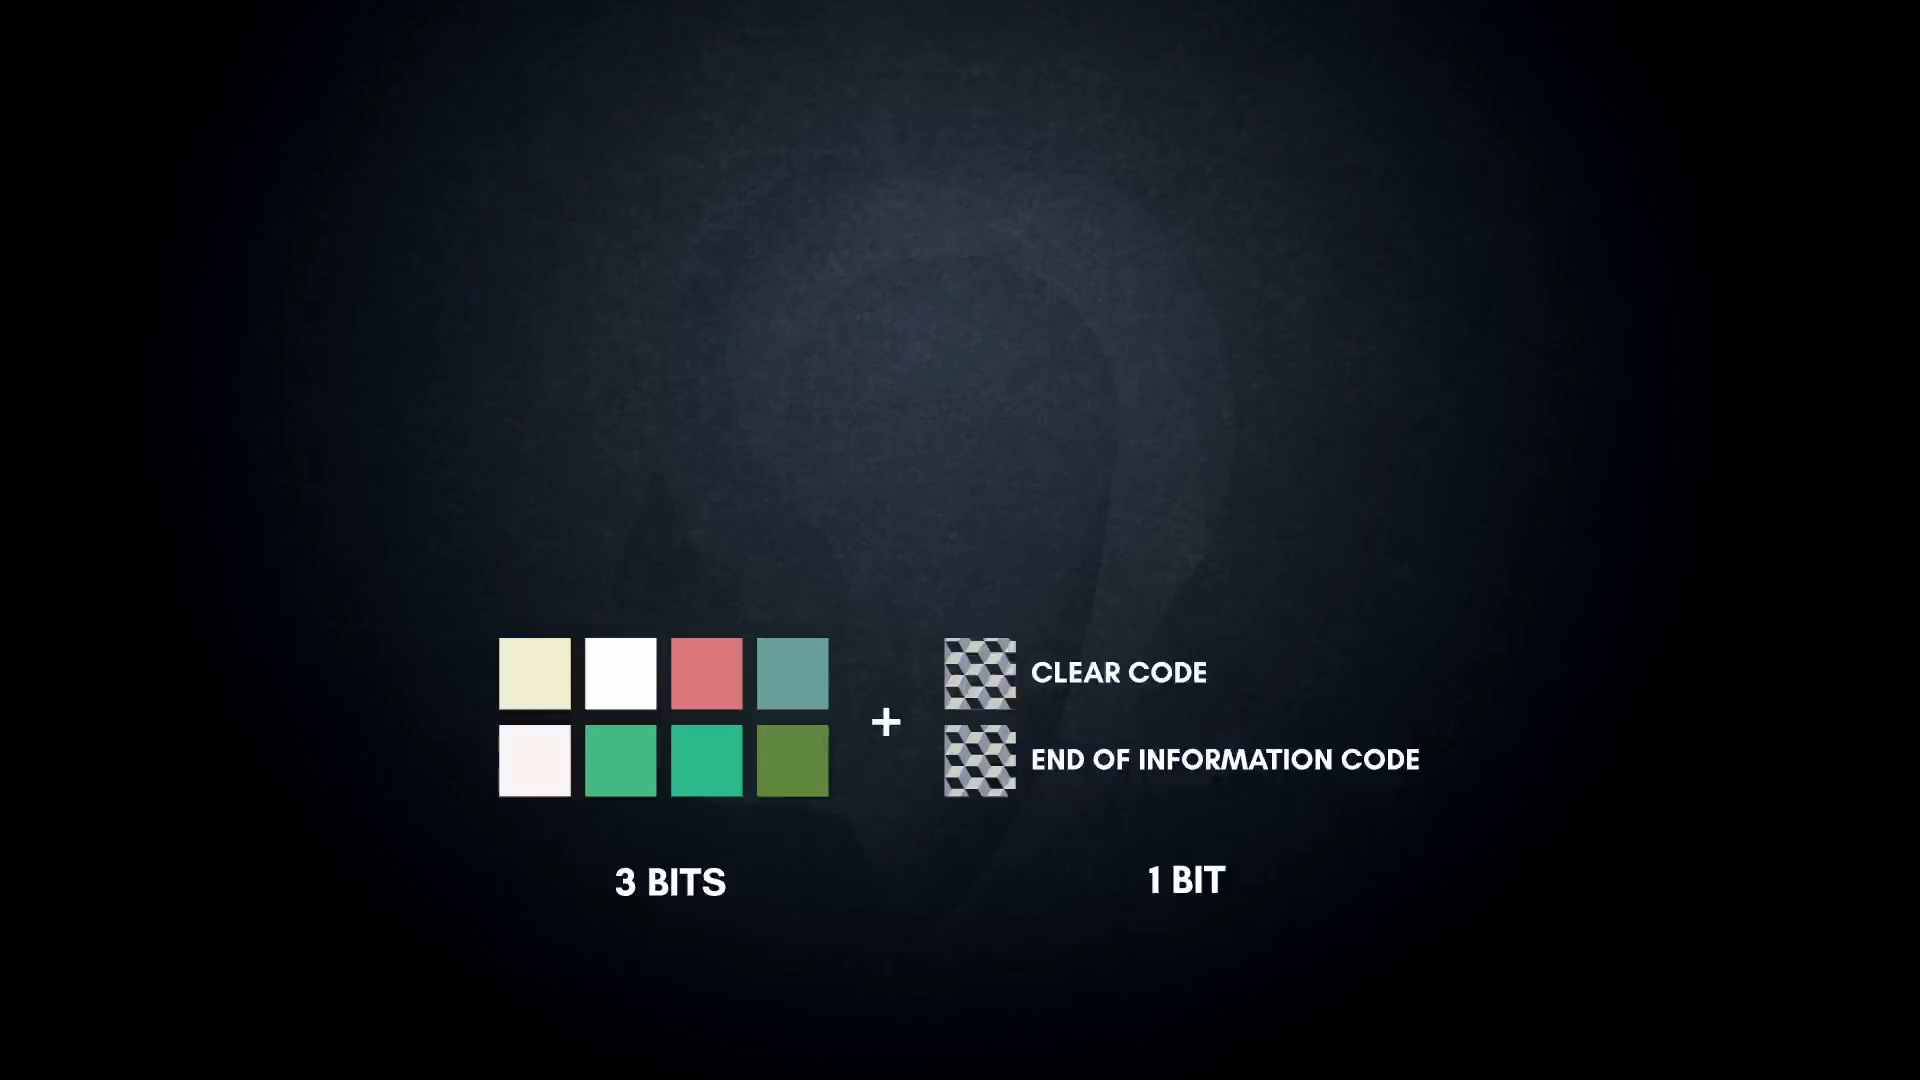 +
CLEAR CODE
END OF INFORMATION CODE
3 BITS
1 BIT